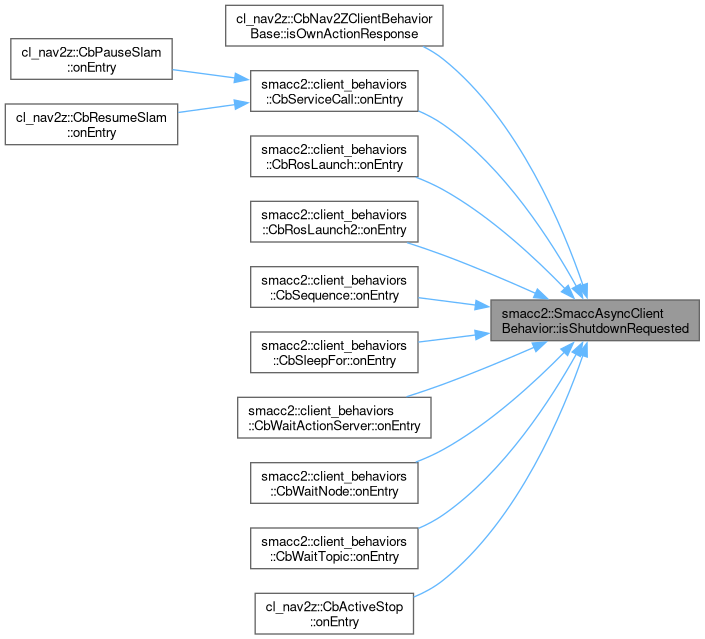 cl_nav2z::CbNav2ZClientBehavior
Base::isOwnActionResponse
cl_nav2z::CbPauseSlam
::onEntry
smacc2::client_behaviors
::CbServiceCall::onEntry
cl_nav2z::CbResumeSlam
::onEntry
smacc2::client_behaviors
::CbRosLaunch::onEntry
smacc2::client_behaviors
::CbRosLaunch2::onEntry
smacc2::client_behaviors
::CbSequence::onEntry
smacc2::SmaccAsyncClient
Behavior::isShutdownRequested
smacc2::client_behaviors
::CbSleepFor::onEntry
smacc2::client_behaviors
::CbWaitActionServer::onEntry
smacc2::client_behaviors
::CbWaitNode::onEntry
smacc2::client_behaviors
::CbWaitTopic::onEntry
cl_nav2z::CbActiveStop
::onEntry